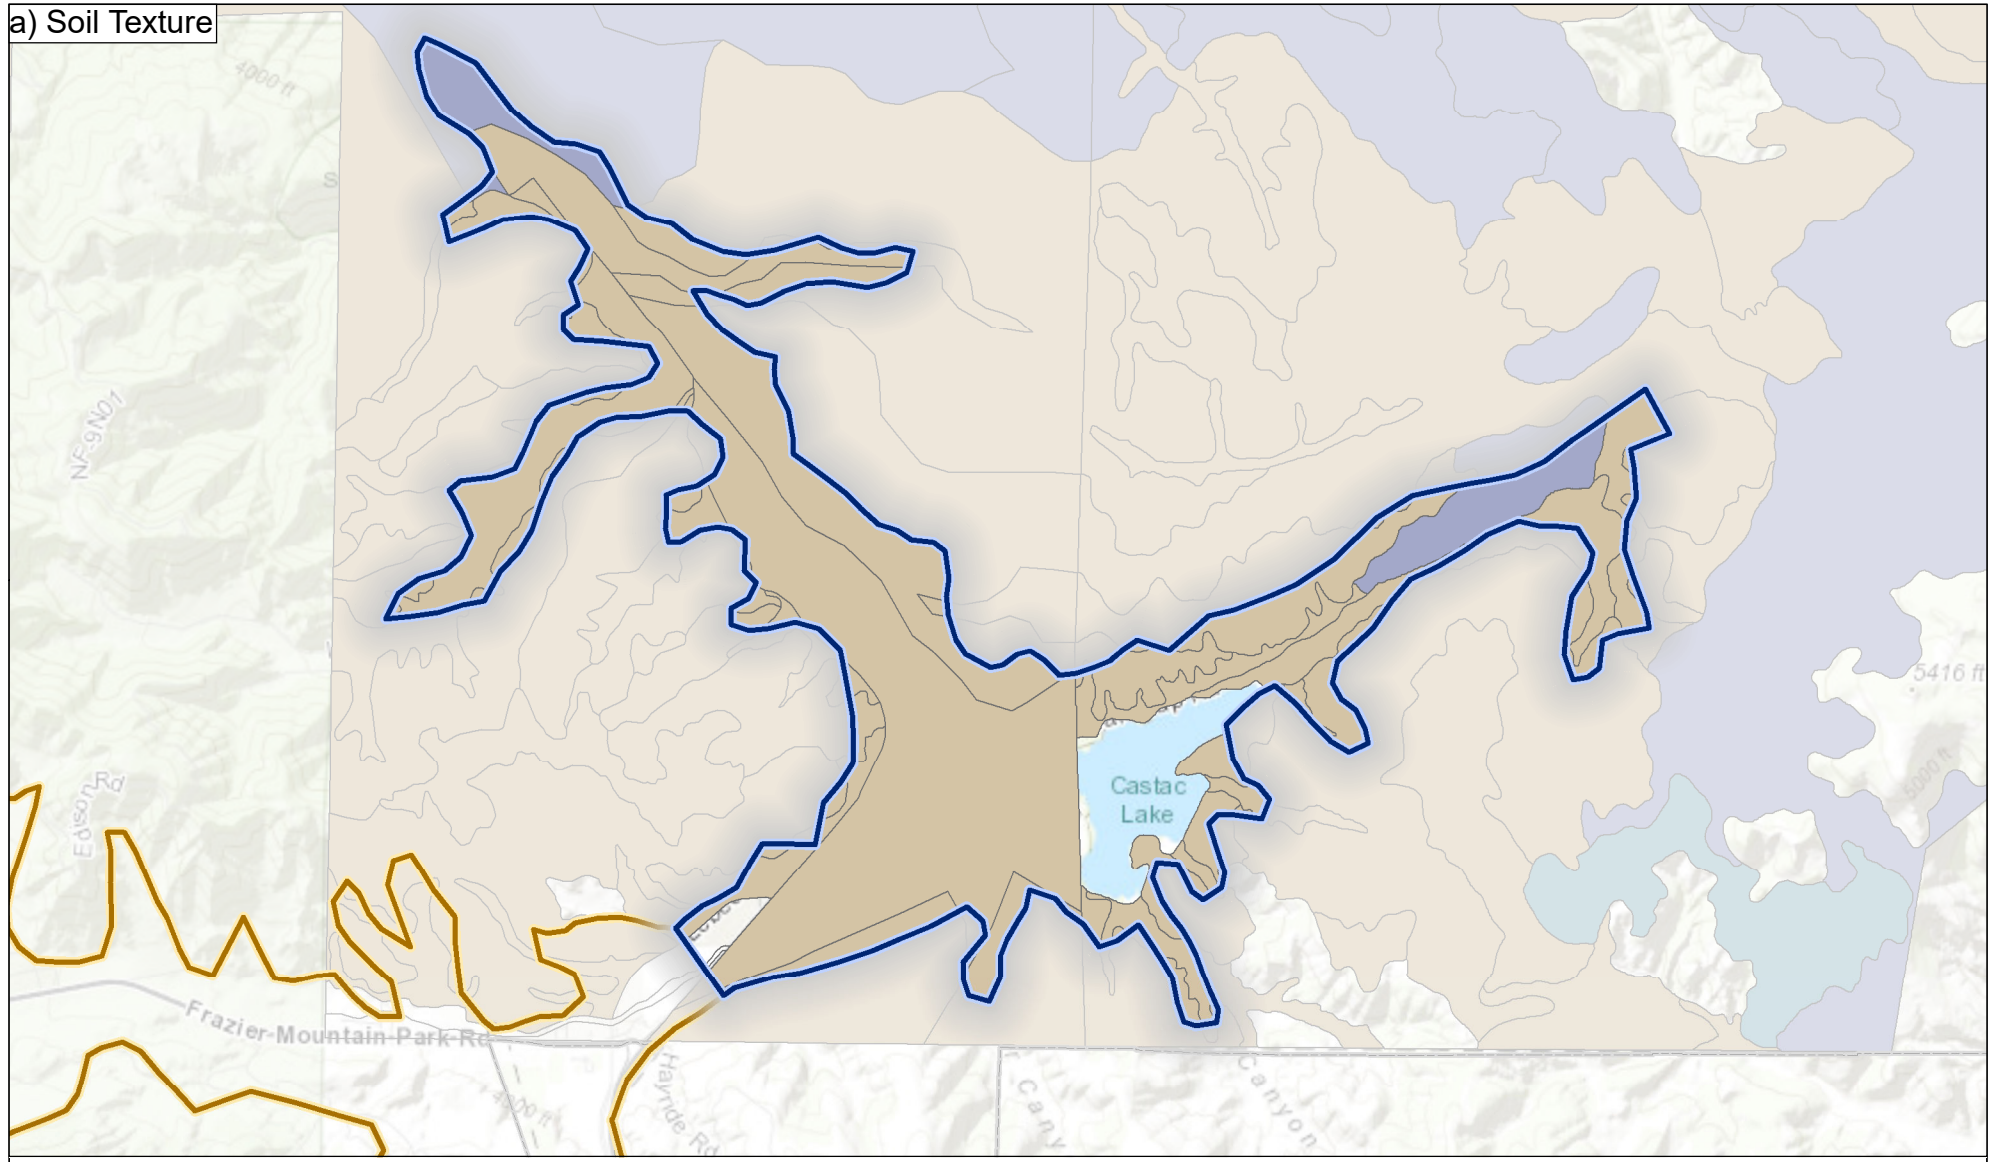 a) Soil Texture
4000 ft
NF-9N01
5416 ft
5000 ft
Edison Rd
Castac
Lake
Frazier-Mountain-Park-Rd
Hayride Rd
4000 ft
Canyon